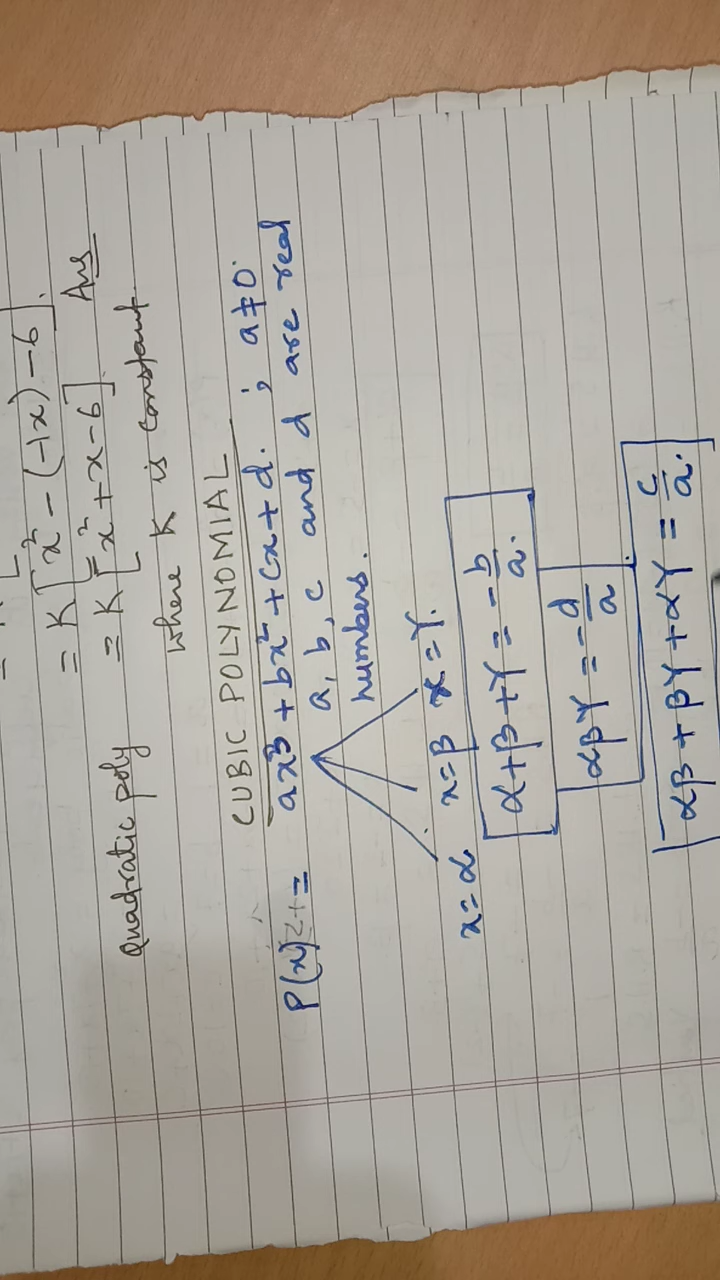 = K[x² - (-1x) - 6].
Quadratic poly = K[x² + x - 6]. Ans
where K is constant.
CUBIC POLYNOMIAL
P(x) = ax³ + bx² + cx + d. ; a ≠ 0.
a, b, c and d are real
numbers.
x = α x = β x = γ.
α + β + γ = -b/a.
αβγ = -d/a
αβ + βγ + αγ = c/a.